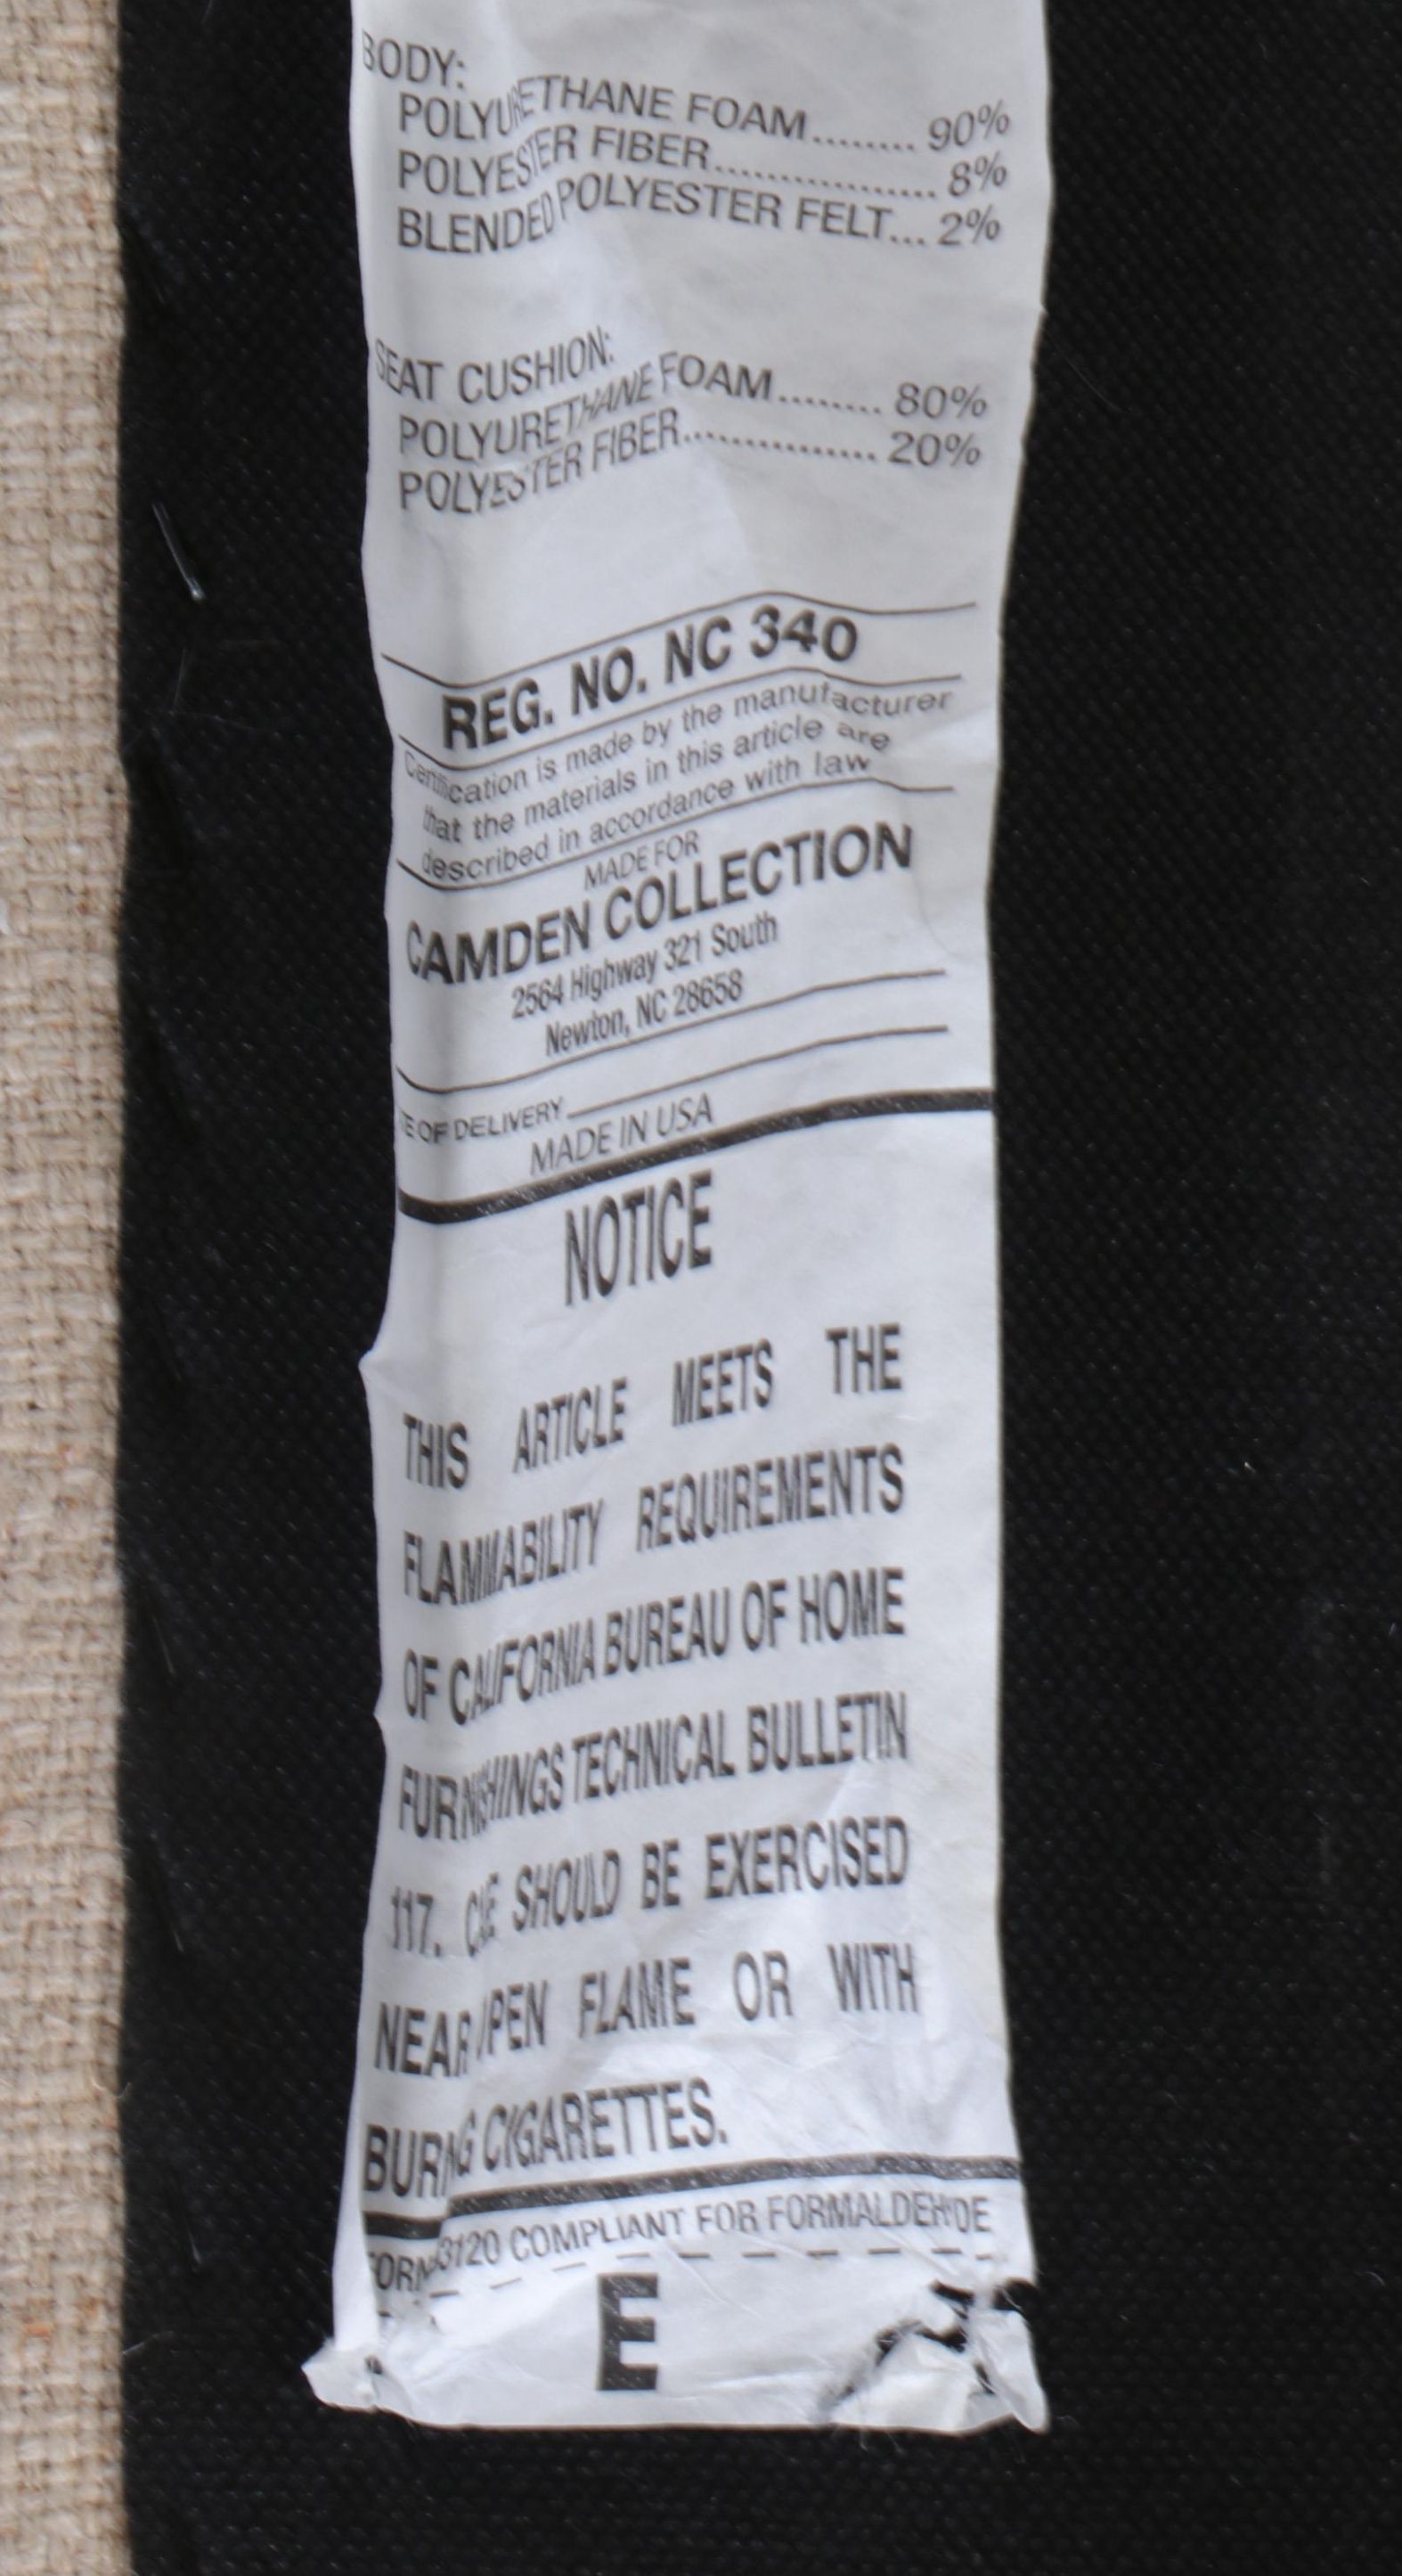 BODY:
POLYURETHANE FOAM........ 90%
POLYESTER FIBER................. 8%
BLENDED POLYESTER FELT... 2%
SEAT CUSHION:
POLYURETHANE FOAM........ 80%
POLYESTER FIBER............... 20%
REG. NO. NC 340
Certification is made by the manufacturer
that the materials in this article are
described in accordance with law
MADE FOR
CAMDEN COLLECTION
2564 Highway 321 South
Newton, NC 28658
E OF DELIVERY
MADE IN USA
NOTICE
THIS ARTICLE MEETS THE
FLAMMABILITY REQUIREMENTS
OF CALIFORNIA BUREAU OF HOME
FURNISHINGS TECHNICAL BULLETIN
117. SHOULD BE EXERCISED
NEAR FLAME OR WITH
CIGARETTES.
93120 COMPLIANT FOR FORMALDEHYDE
E